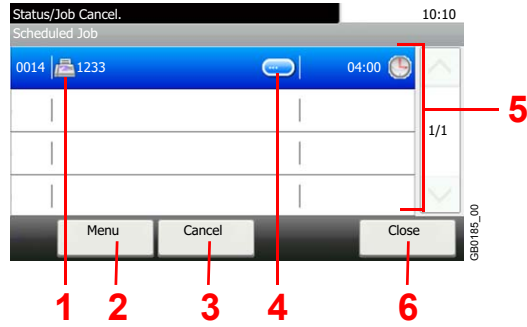 Status/Job Cancel. 10:10
Scheduled Job
0014 1233 04:00
5
1/1
Menu Cancel Close
GB0185_00
1 2 3 4 6